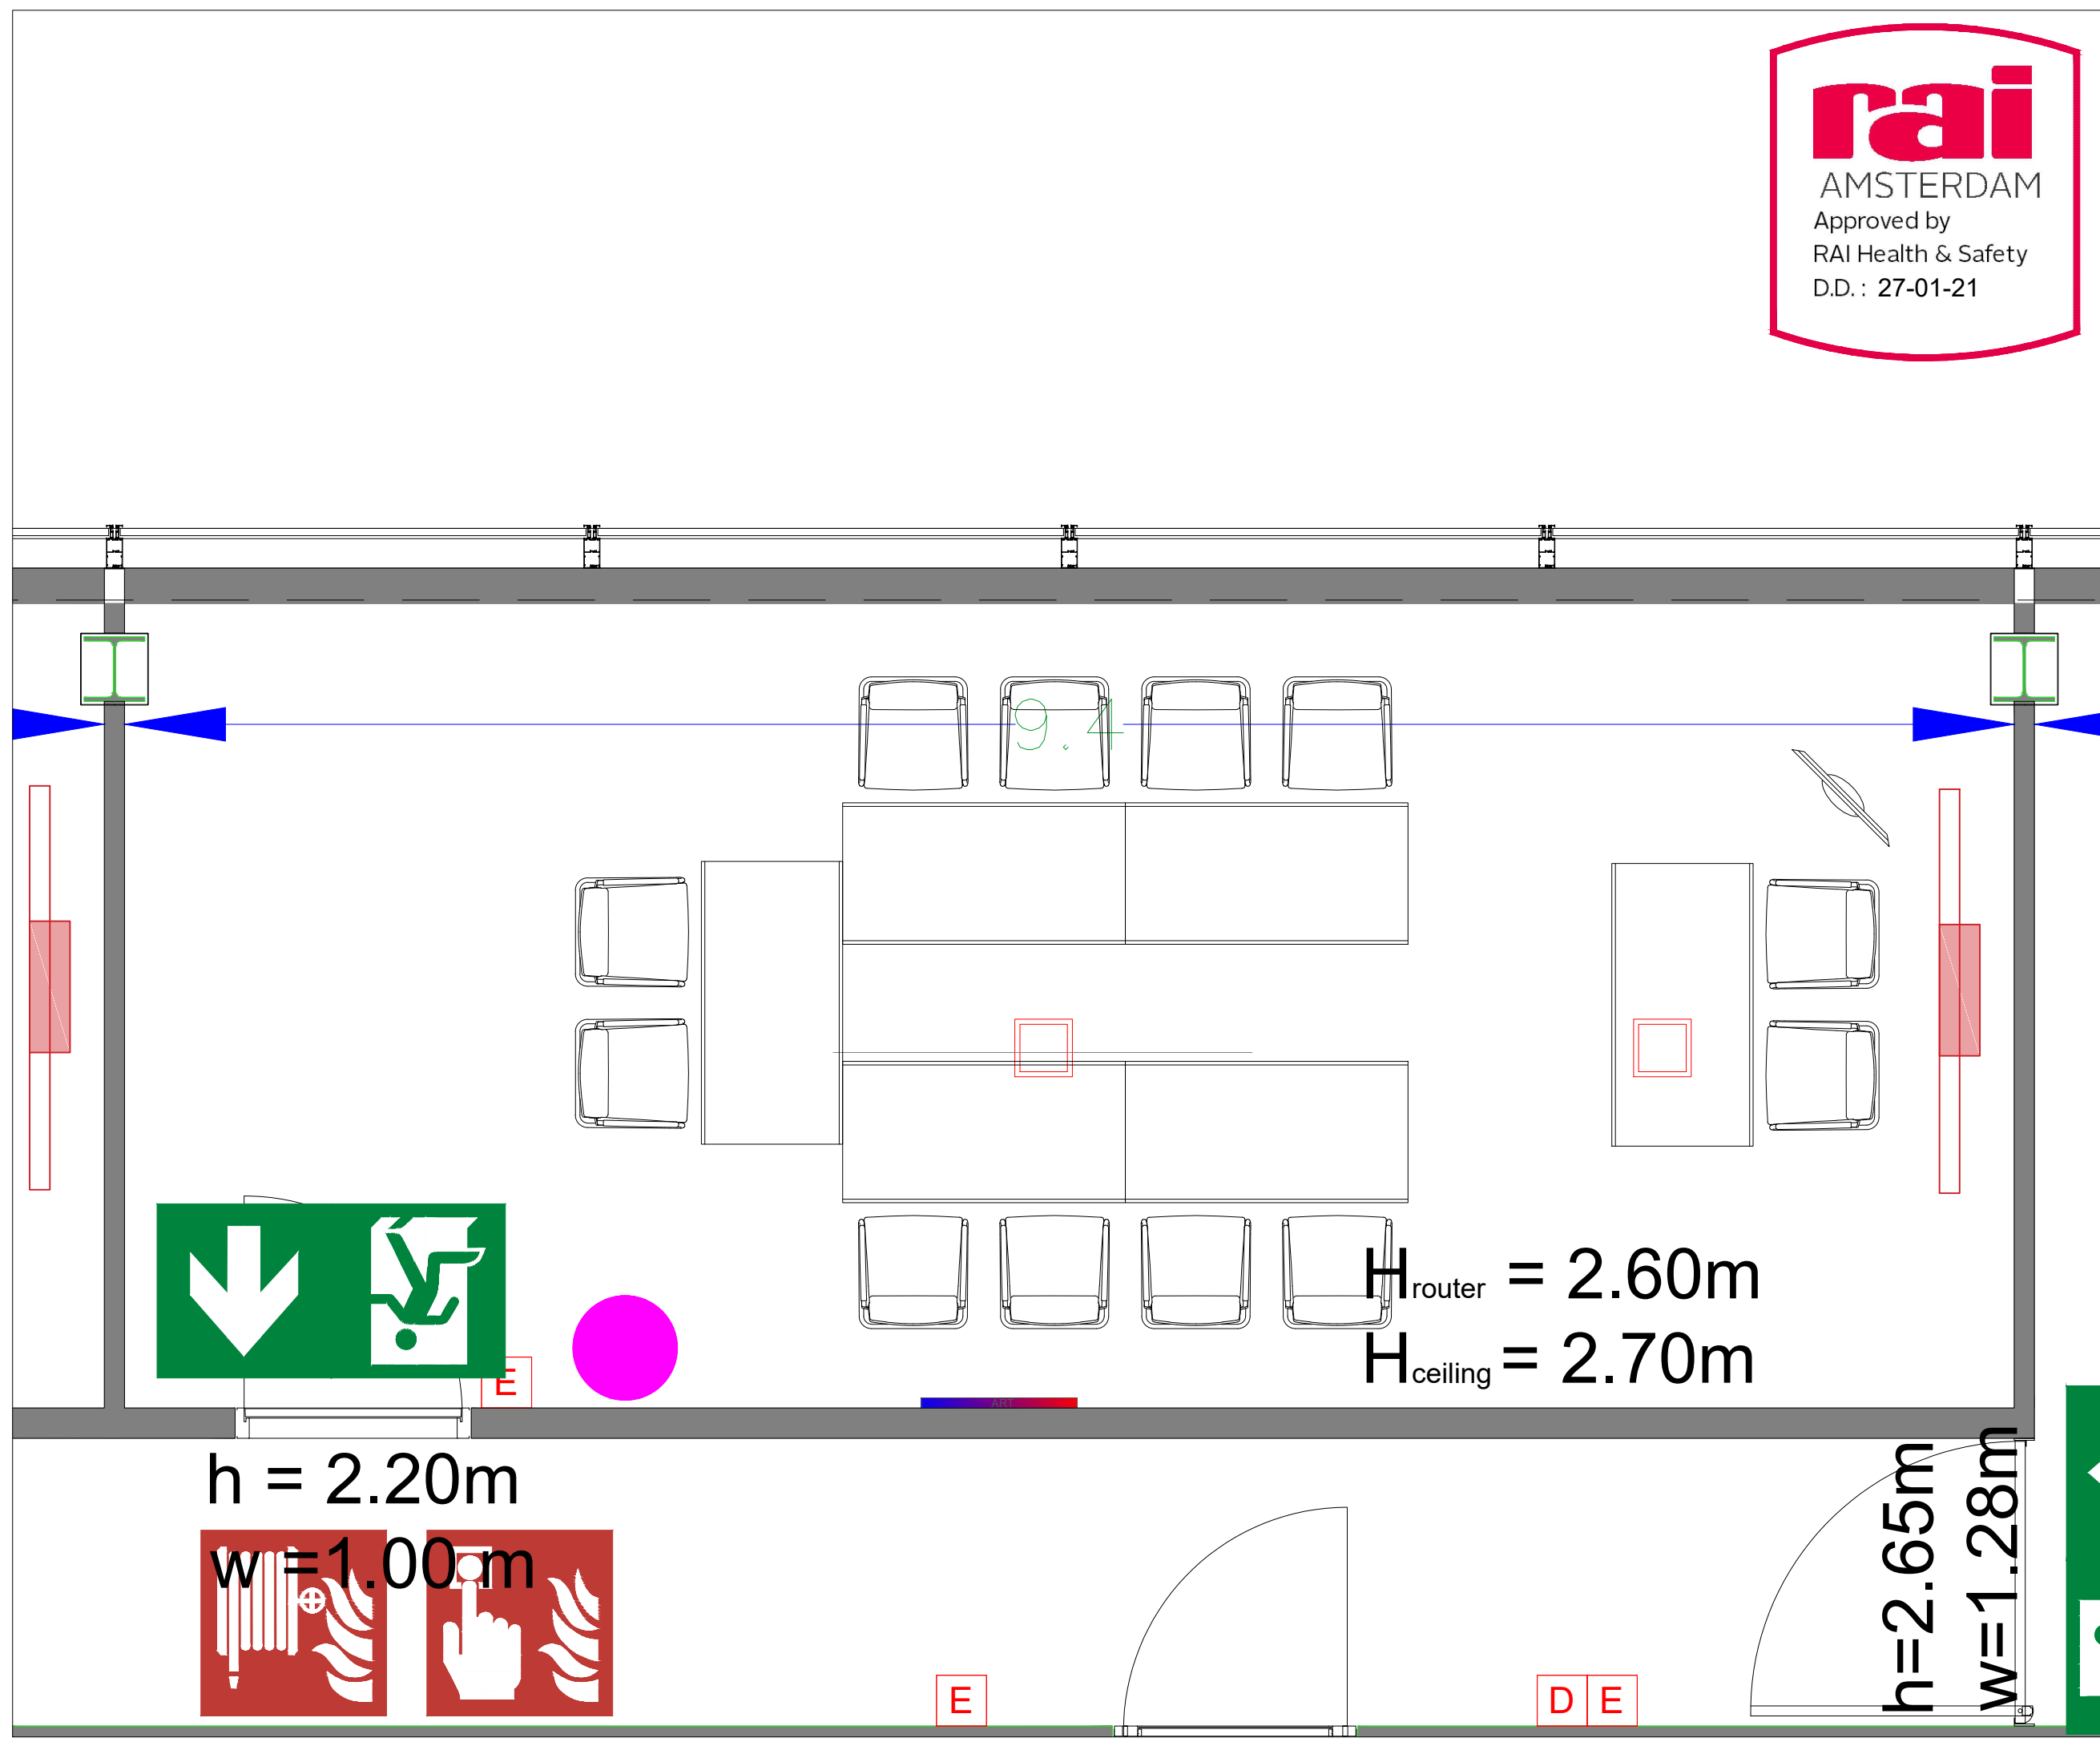 rai
AMSTERDAM
Approved by
RAI Health & Safety
D.D. : 27-01-21
9.4
Hrouter = 2.60m
Hceiling = 2.70m
E
ART
h = 2.20m
w =1.00 m
h=2.65m
w=1.28m
E
D E